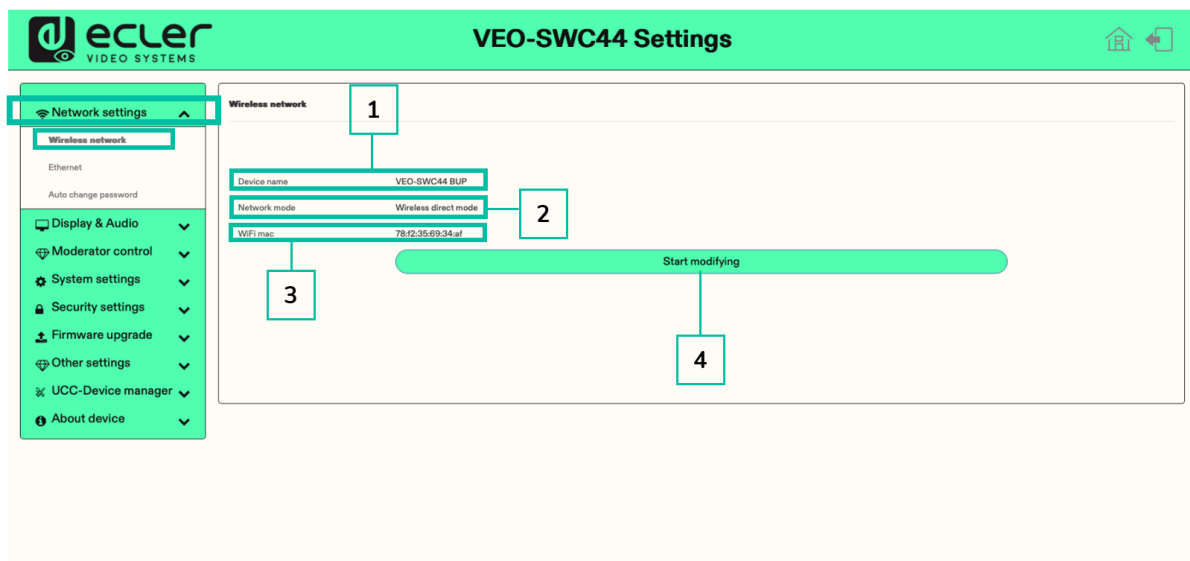 ecler
VIDEO SYSTEMS
VEO-SWC44 Settings
Network settings
Wireless network
Ethernet
Auto change password
Display & Audio
Moderator control
System settings
Security settings
Firmware upgrade
Other settings
UCC-Device manager
About device
Wireless network
1
Device name VEO-SWC44 BUP
Network mode Wireless direct mode
2
WiFi mac 78:f2:35:69:34:af
Start modifying
3
4